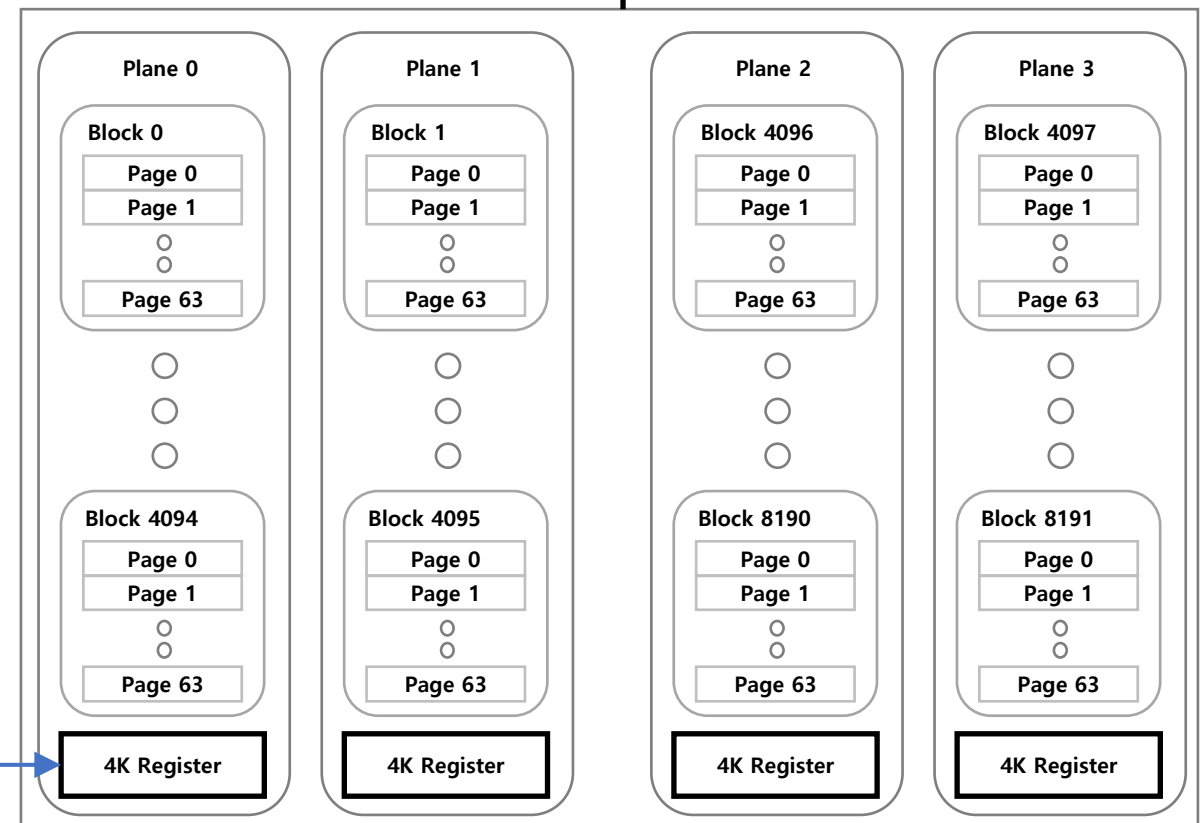 Plane 0
Block 0
Page 0
Page 1
Page 63
Block 4094
Page 0
Page 1
Page 63
4K Register
Plane 1
Block 1
Page 0
Page 1
Page 63
Block 4095
Page 0
Page 1
Page 63
4K Register
Plane 2
Block 4096
Page 0
Page 1
Page 63
Block 8190
Page 0
Page 1
Page 63
4K Register
Plane 3
Block 4097
Page 0
Page 1
Page 63
Block 8191
Page 0
Page 1
Page 63
4K Register